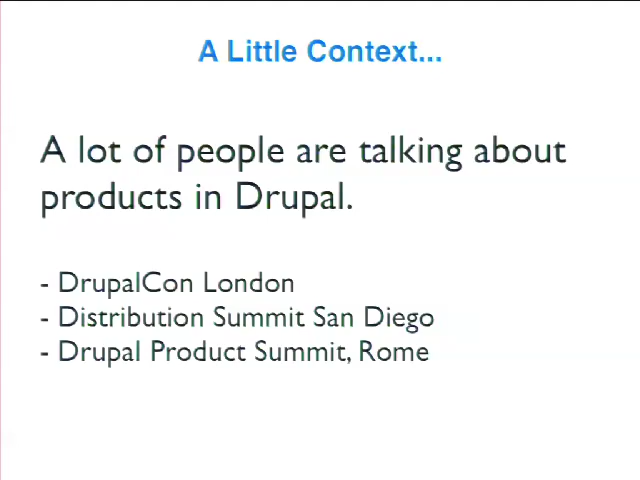 A Little Context...
A lot of people are talking about
products in Drupal.
- DrupalCon London
- Distribution Summit San Diego
- Drupal Product Summit, Rome